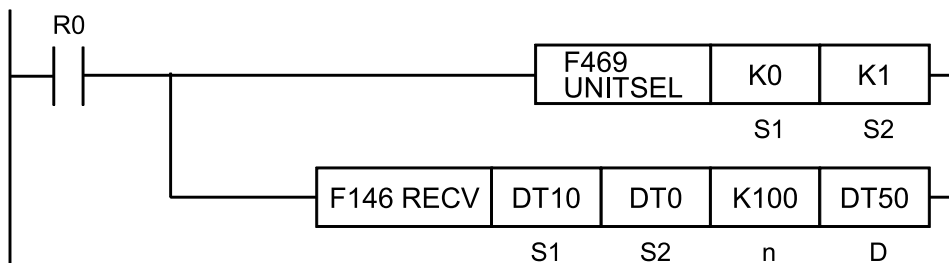 R0
F469 UNITSEL K0 K1
S1 S2
F146 RECV DT10 DT0 K100 DT50
S1 S2 n D